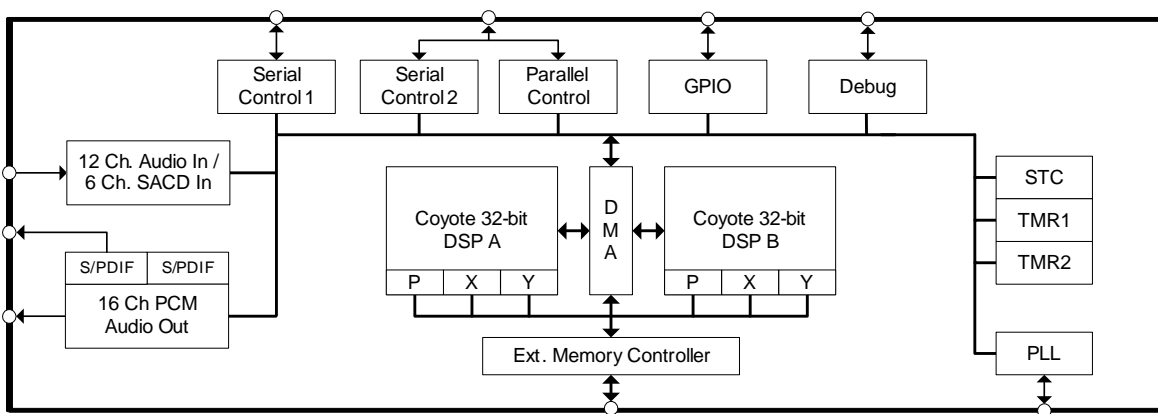 Serial
Control 1
Serial
Control 2
Parallel
Control
GPIO
Debug
12 Ch. Audio In /
6 Ch. SACD In
S/PDIF
S/PDIF
16 Ch PCM
Audio Out
Coyote 32-bit
DSP A
P
X
Y
D
M
A
Coyote 32-bit
DSP B
P
X
Y
Ext. Memory Controller
STC
TMR1
TMR2
PLL